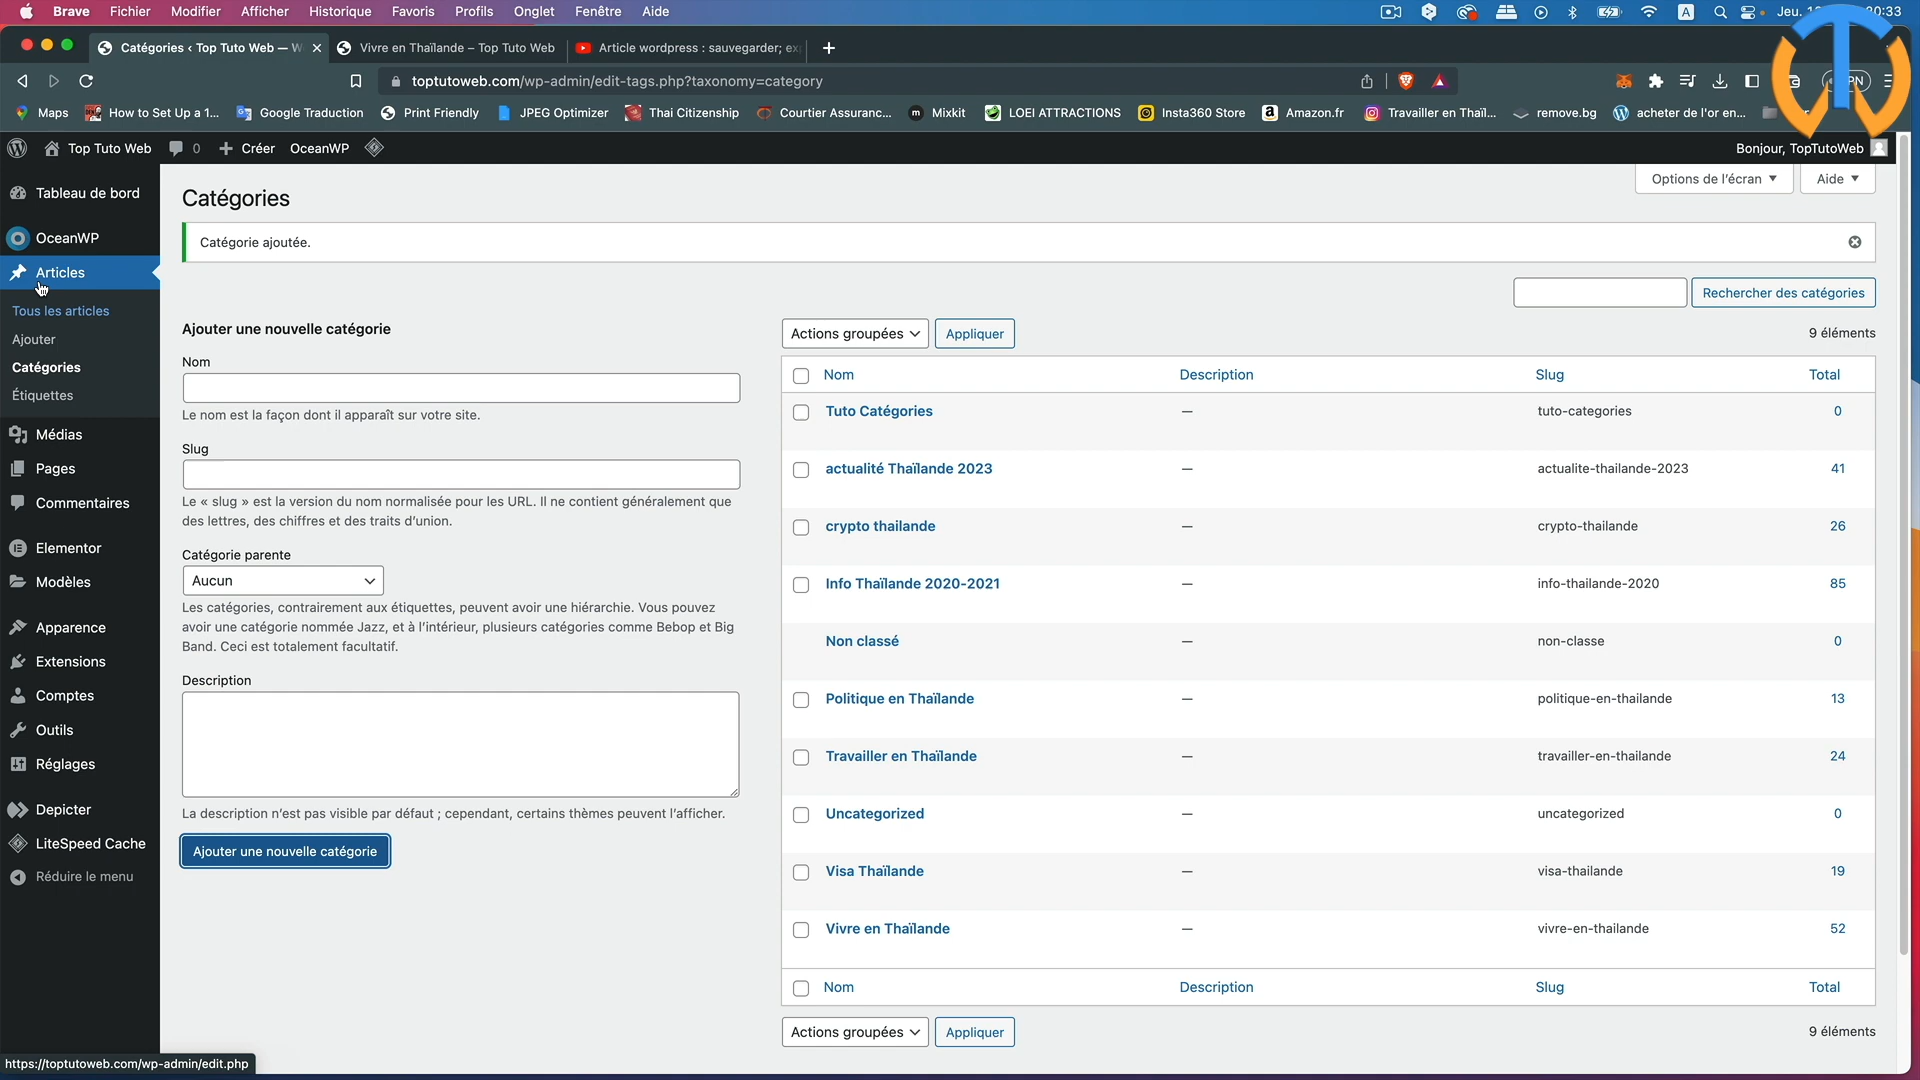 Brave Fichier Modifier Afficher Historique Favoris Profils Onglet Fenêtre Aide
A
Jeu.
20:33
Catégories ‹ Top Tuto Web — W
Vivre en Thaïlande – Top Tuto Web
Article wordpress : sauvegarder; ex
toptutoweb.com/wp-admin/edit-tags.php?taxonomy=category
Maps
How to Set Up a 1...
Google Traduction
Print Friendly
JPEG Optimizer
Thai Citizenship
Courtier Assuranc...
Mixkit
LOEI ATTRACTIONS
Insta360 Store
Amazon.fr
Travailler en Thaïl...
remove.bg
acheter de l'or en...
Top Tuto Web
0
Créer
OceanWP
Bonjour, TopTutoWeb
Tableau de bord
OceanWP
Articles
Tous les articles
Ajouter
Catégories
Étiquettes
Médias
Pages
Commentaires
Elementor
Modèles
Apparence
Extensions
Comptes
Outils
Réglages
Depicter
LiteSpeed Cache
Réduire le menu
Options de l'écran
Aide
Catégories
Catégorie ajoutée.
Rechercher des catégories
Ajouter une nouvelle catégorie
Nom
Le nom est la façon dont il apparaît sur votre site.
Slug
Le « slug » est la version du nom normalisée pour les URL. Il ne contient généralement que
des lettres, des chiffres et des traits d'union.
Catégorie parente
Aucun
Les catégories, contrairement aux étiquettes, peuvent avoir une hiérarchie. Vous pouvez
avoir une catégorie nommée Jazz, et à l'intérieur, plusieurs catégories comme Bebop et Big
Band. Ceci est totalement facultatif.
Description
La description n'est pas visible par défaut ; cependant, certains thèmes peuvent l'afficher.
Ajouter une nouvelle catégorie
Actions groupées
Appliquer
9 éléments
Nom Description Slug Total
Tuto Catégories — tuto-categories 0
actualité Thaïlande 2023 — actualite-thailande-2023 41
crypto thailande — crypto-thailande 26
Info Thaïlande 2020-2021 — info-thailande-2020 85
Non classé — non-classe 0
Politique en Thaïlande — politique-en-thailande 13
Travailler en Thaïlande — travailler-en-thailande 24
Uncategorized — uncategorized 0
Visa Thaïlande — visa-thailande 19
Vivre en Thaïlande — vivre-en-thailande 52
Nom Description Slug Total
Actions groupées
Appliquer
9 éléments
https://toptutoweb.com/wp-admin/edit.php